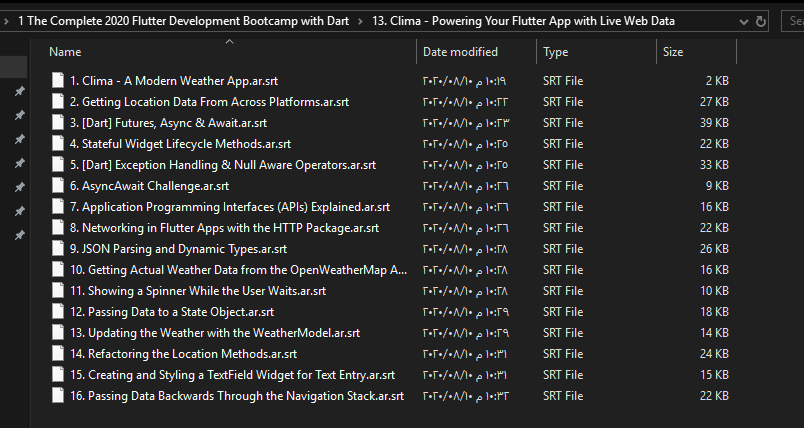 1 The Complete 2020 Flutter Development Bootcamp with Dart > 13. Clima - Powering Your Flutter App with Live Web Data
Name Date modified Type Size
1. Clima - A Modern Weather App.ar.srt ٢٠٢٠/٠٨/١٠ م ١٠:١٩ SRT File 2 KB
2. Getting Location Data From Across Platforms.ar.srt ٢٠٢٠/٠٨/١٠ م ١٠:٢٢ SRT File 27 KB
3. [Dart] Futures, Async & Await.ar.srt ٢٠٢٠/٠٨/١٠ م ١٠:٢٣ SRT File 39 KB
4. Stateful Widget Lifecycle Methods.ar.srt ٢٠٢٠/٠٨/١٠ م ١٠:٢٥ SRT File 22 KB
5. [Dart] Exception Handling & Null Aware Operators.ar.srt ٢٠٢٠/٠٨/١٠ م ١٠:٢٥ SRT File 33 KB
6. AsyncAwait Challenge.ar.srt ٢٠٢٠/٠٨/١٠ م ١٠:٢٦ SRT File 9 KB
7. Application Programming Interfaces (APIs) Explained.ar.srt ٢٠٢٠/٠٨/١٠ م ١٠:٢٦ SRT File 16 KB
8. Networking in Flutter Apps with the HTTP Package.ar.srt ٢٠٢٠/٠٨/١٠ م ١٠:٢٦ SRT File 22 KB
9. JSON Parsing and Dynamic Types.ar.srt ٢٠٢٠/٠٨/١٠ م ١٠:٢٨ SRT File 26 KB
10. Getting Actual Weather Data from the OpenWeatherMap A... ٢٠٢٠/٠٨/١٠ م ١٠:٢٨ SRT File 16 KB
11. Showing a Spinner While the User Waits.ar.srt ٢٠٢٠/٠٨/١٠ م ١٠:٢٨ SRT File 10 KB
12. Passing Data to a State Object.ar.srt ٢٠٢٠/٠٨/١٠ م ١٠:٢٩ SRT File 18 KB
13. Updating the Weather with the WeatherModel.ar.srt ٢٠٢٠/٠٨/١٠ م ١٠:٢٩ SRT File 14 KB
14. Refactoring the Location Methods.ar.srt ٢٠٢٠/٠٨/١٠ م ١٠:٣١ SRT File 24 KB
15. Creating and Styling a TextField Widget for Text Entry.ar.srt ٢٠٢٠/٠٨/١٠ م ١٠:٣١ SRT File 15 KB
16. Passing Data Backwards Through the Navigation Stack.ar.srt ٢٠٢٠/٠٨/١٠ م ١٠:٣٢ SRT File 22 KB